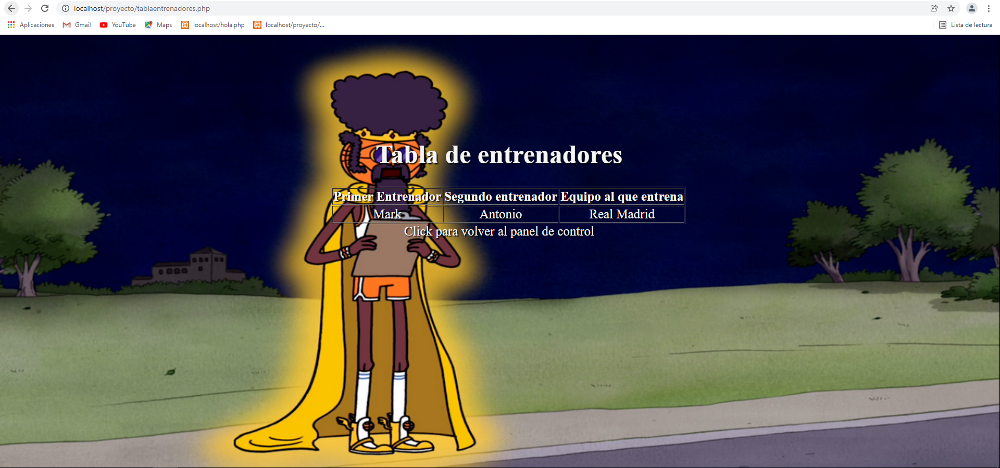 localhost/proyecto/tablaentrenadores.php
Aplicaciones Gmail YouTube Maps localhost/hola.php localhost/proyecto/... Lista de lectura
Tabla de entrenadores
Primer Entrenador Segundo entrenador Equipo al que entrena
Mark Antonio Real Madrid
Click para volver al panel de control